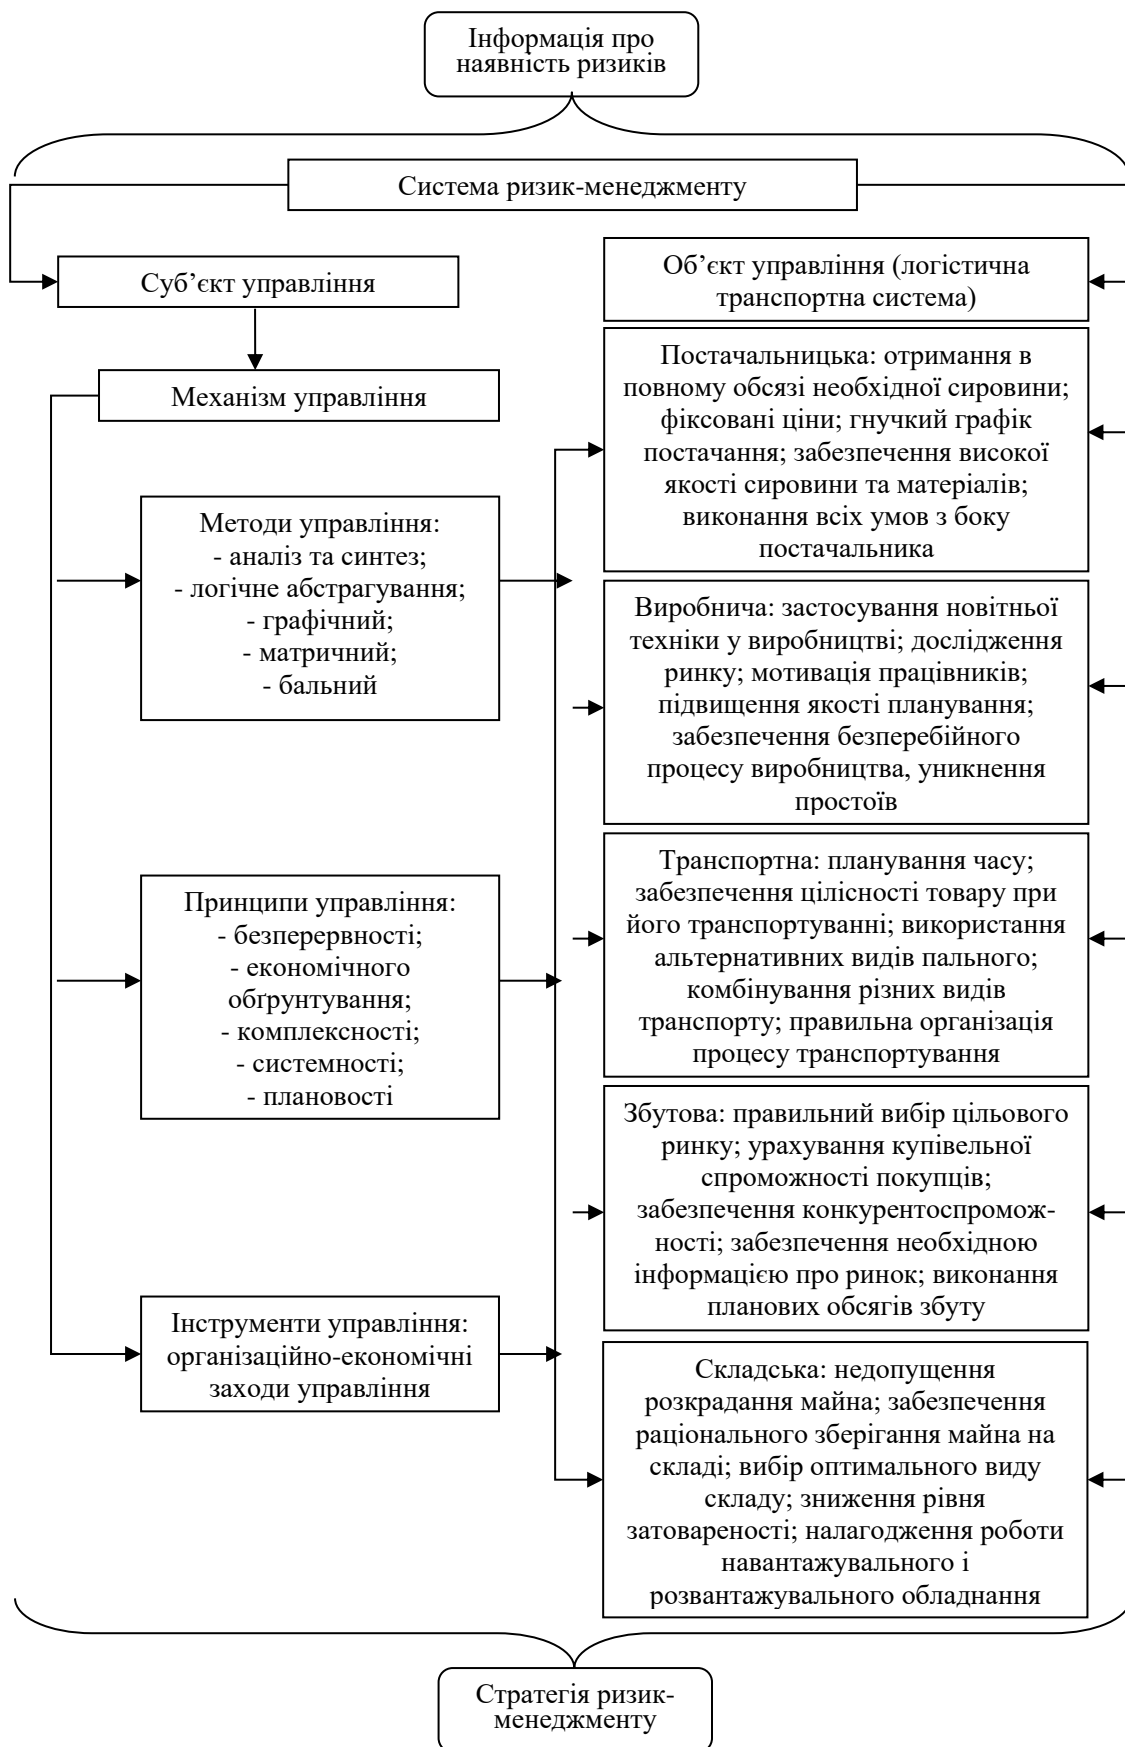 Інформація про
наявність ризиків
Система ризик-менеджменту
Суб’єкт управління
Механізм управління
Методи управління:
- аналіз та синтез;
- логічне абстрагування;
- графічний;
- матричний;
- бальний
Принципи управління:
- безперервності;
- економічного
обґрунтування;
- комплексності;
- системності;
- плановості
Інструменти управління:
організаційно-економічні
заходи управління
Об’єкт управління (логістична
транспортна система)
Постачальницька: отримання в
повному обсязі необхідної сировини;
фіксовані ціни; гнучкий графік
постачання; забезпечення високої
якості сировини та матеріалів;
виконання всіх умов з боку
постачальника
Виробнича: застосування новітньої
техніки у виробництві; дослідження
ринку; мотивація працівників;
підвищення якості планування;
забезпечення безперебійного
процесу виробництва, уникнення
простоїв
Транспортна: планування часу;
забезпечення цілісності товару при
його транспортуванні; використання
альтернативних видів пального;
комбінування різних видів
транспорту; правильна організація
процесу транспортування
Збутова: правильний вибір цільового
ринку; урахування купівельної
спроможності покупців;
забезпечення конкурентоспромож-
ності; забезпечення необхідною
інформацією про ринок; виконання
планових обсягів збуту
Складська: недопущення
розкрадання майна; забезпечення
раціонального зберігання майна на
складі; вибір оптимального виду
складу; зниження рівня
затовареності; налагодження роботи
навантажувального і
розвантажувального обладнання
Стратегія ризик-
менеджменту